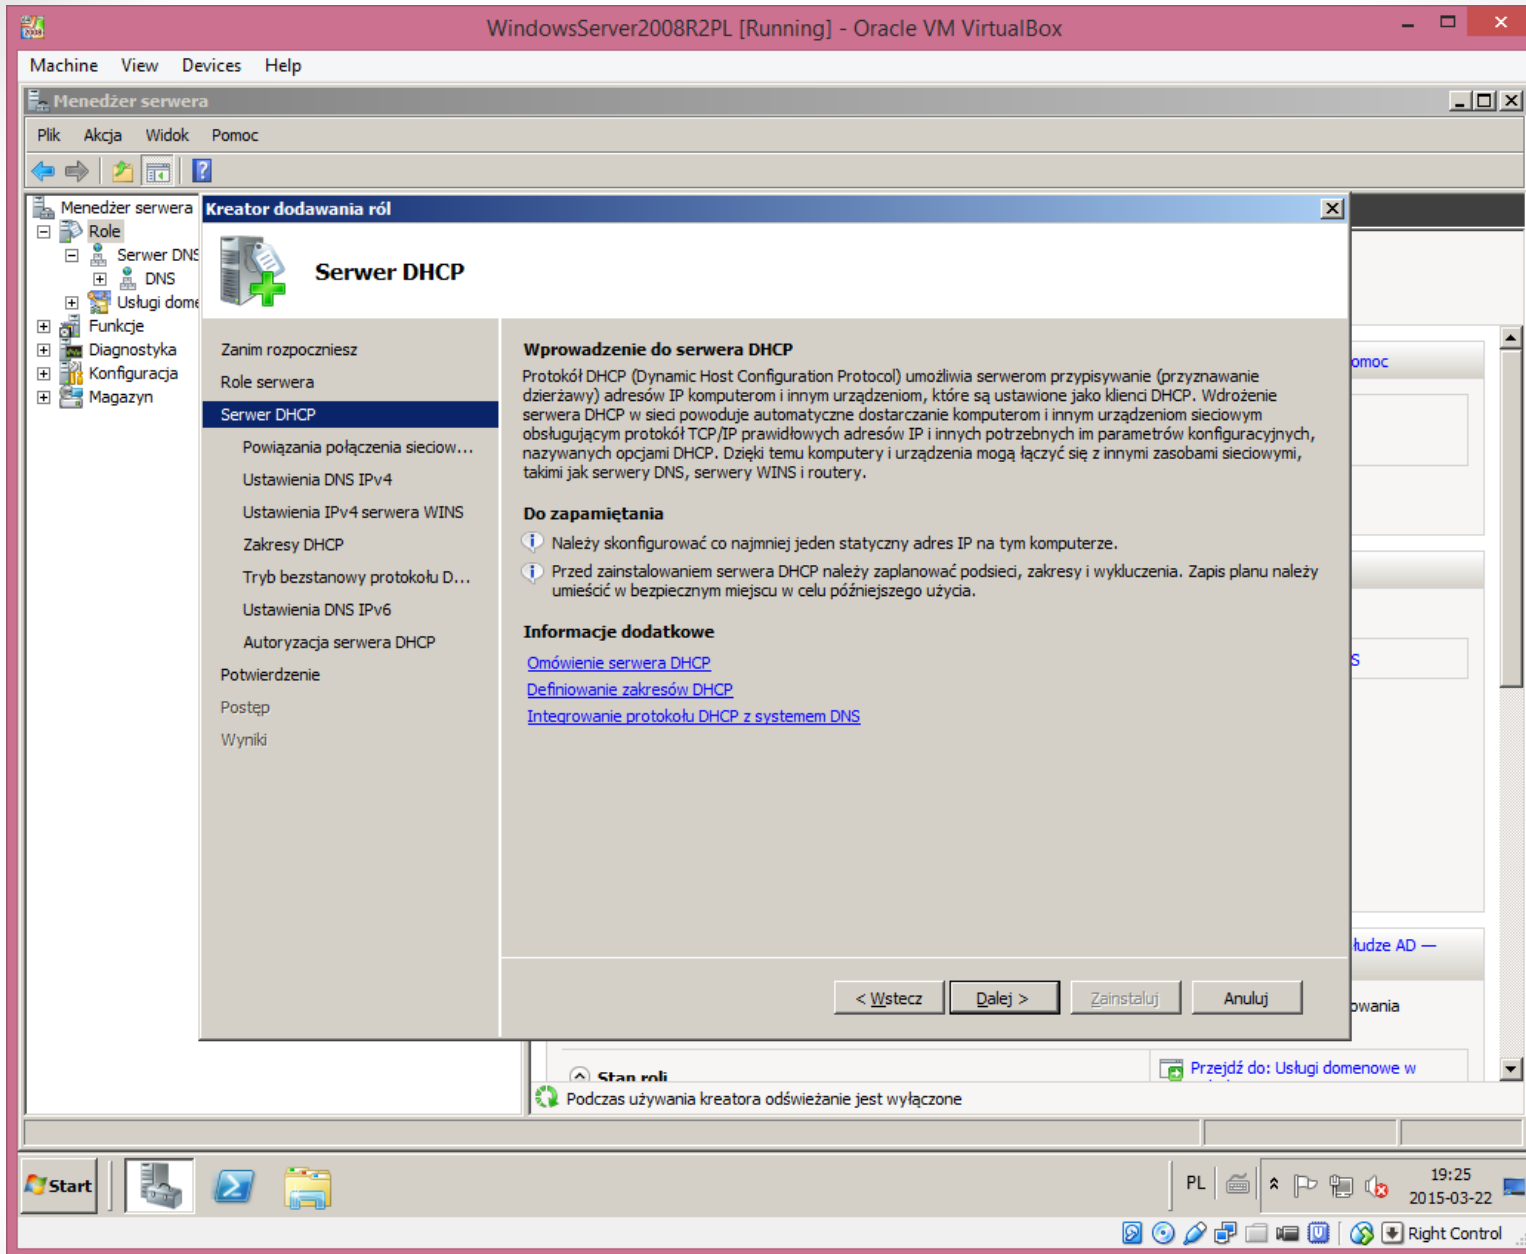 WindowsServer2008R2PL [Running] - Oracle VM VirtualBox
Machine View Devices Help
Menedżer serwera
Plik Akcja Widok Pomoc
Menedżer serwera
Role
Serwer DNS
DNS
Usługi dome
Funkcje
Diagnostyka
Konfiguracja
Magazyn
Kreator dodawania ról
Serwer DHCP
Zanim rozpoczniesz
Role serwera
Serwer DHCP
Powiązania połączenia sieciow...
Ustawienia DNS IPv4
Ustawienia IPv4 serwera WINS
Zakresy DHCP
Tryb bezstanowy protokołu D...
Ustawienia DNS IPv6
Autoryzacja serwera DHCP
Potwierdzenie
Postęp
Wyniki
Wprowadzenie do serwera DHCP
Protokół DHCP (Dynamic Host Configuration Protocol) umożliwia serwerom przypisywanie (przyznawanie
dzierżawy) adresów IP komputerom i innym urządzeniom, które są ustawione jako klienci DHCP. Wdrożenie
serwera DHCP w sieci powoduje automatyczne dostarczanie komputerom i innym urządzeniom sieciowym
obsługującym protokół TCP/IP prawidłowych adresów IP i innych potrzebnych im parametrów konfiguracyjnych,
nazywanych opcjami DHCP. Dzięki temu komputery i urządzenia mogą łączyć się z innymi zasobami sieciowymi,
takimi jak serwery DNS, serwery WINS i routery.
Do zapamiętania
Należy skonfigurować co najmniej jeden statyczny adres IP na tym komputerze.
Przed zainstalowaniem serwera DHCP należy zaplanować podsieci, zakresy i wykluczenia. Zapis planu należy
umieścić w bezpiecznym miejscu w celu późniejszego użycia.
Informacje dodatkowe
Omówienie serwera DHCP
Definiowanie zakresów DHCP
Integrowanie protokołu DHCP z systemem DNS
< Wstecz Dalej > Zainstaluj Anuluj
omoc
S
łudze AD —
owania
Stan roli
Przejdź do: Usługi domenowe w
Podczas używania kreatora odświeżanie jest wyłączone
Start
PL
19:25
2015-03-22
Right Control